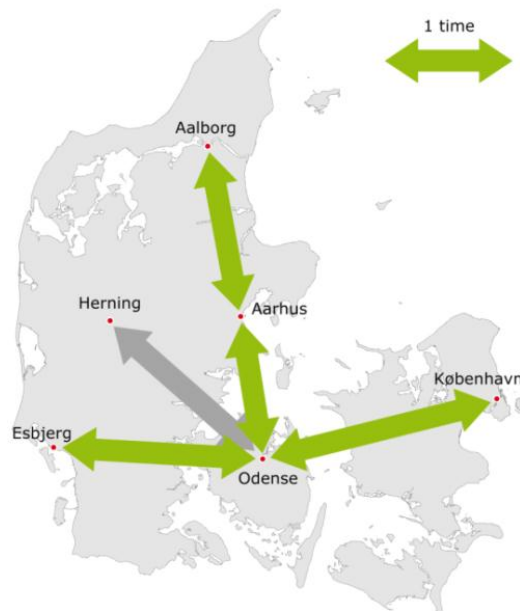 1 time
Aalborg
Herning
Aarhus
København
Esbjerg
Odense